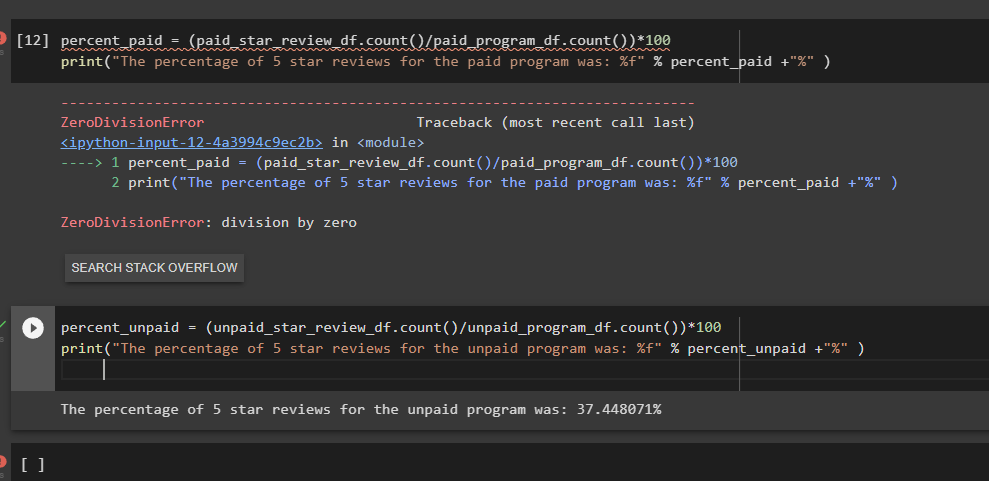 [12] percent_paid = (paid_star_review_df.count()/paid_program_df.count())*100
print("The percentage of 5 star reviews for the paid program was: %f" % percent_paid +"%" )
---------------------------------------------------------------------------
ZeroDivisionError Traceback (most recent call last)
<ipython-input-12-4a3994c9ec2b> in <module>
----> 1 percent_paid = (paid_star_review_df.count()/paid_program_df.count())*100
2 print("The percentage of 5 star reviews for the paid program was: %f" % percent_paid +"%" )
ZeroDivisionError: division by zero
SEARCH STACK OVERFLOW
percent_unpaid = (unpaid_star_review_df.count()/unpaid_program_df.count())*100
print("The percentage of 5 star reviews for the unpaid program was: %f" % percent_unpaid +"%" )
The percentage of 5 star reviews for the unpaid program was: 37.448071%
[ ]